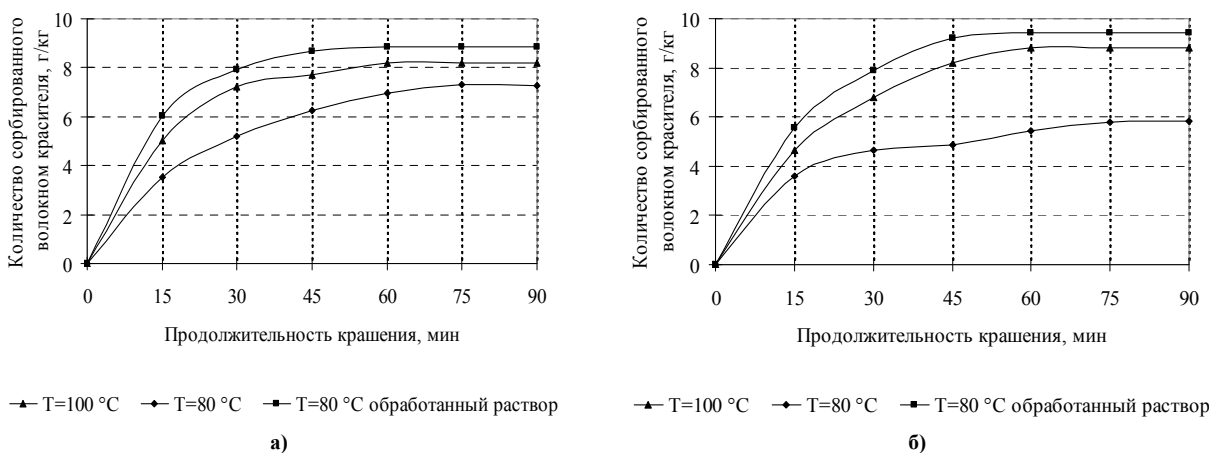 Количество сорбированного
волокном красителя, г/кг
10
8
6
4
2
0
0 15 30 45 60 75 90
Продолжительность крашения, мин
T=100 °C T=80 °C T=80 °C обработанный раствор
а)
Количество сорбированного
волокном красителя, г/кг
10
8
6
4
2
0
0 15 30 45 60 75 90
Продолжительность крашения, мин
T=100 °C T=80 °C T=80 °C обработанный раствор
б)